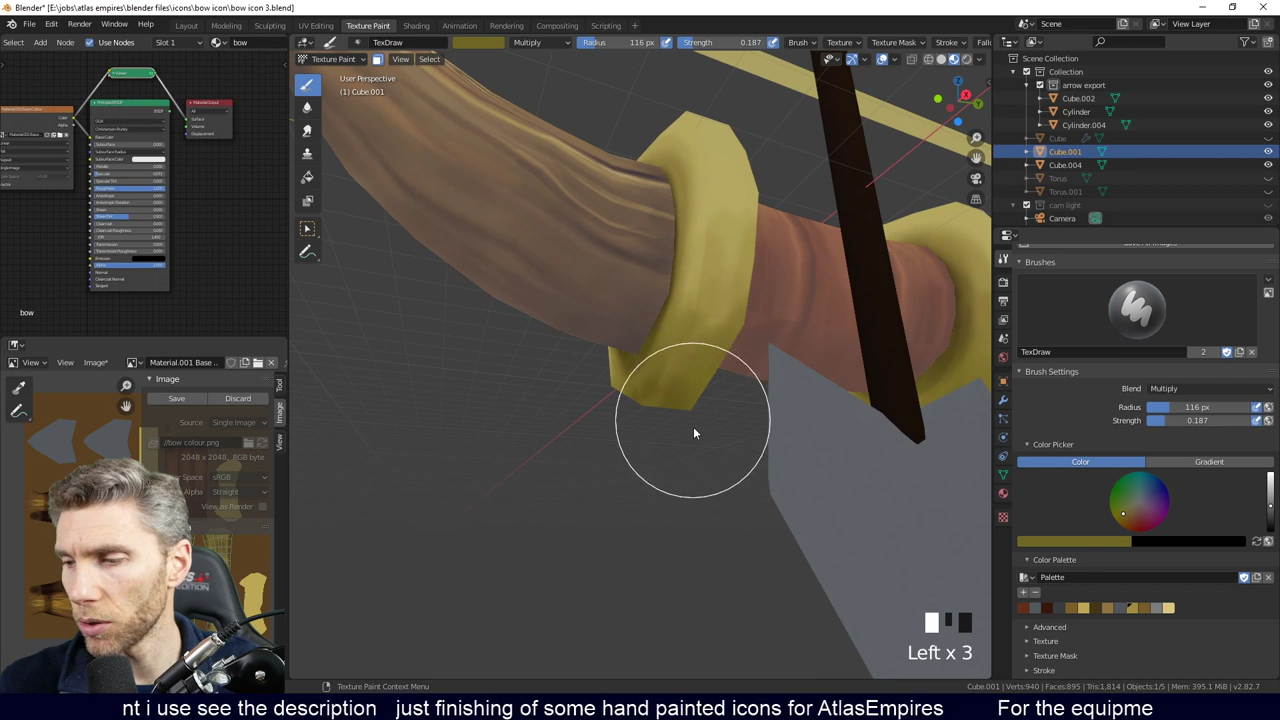 Blender* [E:\jobs\atlas empires\blender files\icons\bow icon\bow icon 3.blend]
File Edit Render Window Help Layout Modeling Sculpting UV Editing Texture Paint Shading Animation Rendering Compositing Scripting Scene View Layer
Select Add Node Use Nodes Slot 1 bow TexDraw Multiply Radius 116 px Strength 0.187 Brush Texture Texture Mask Stroke
Texture Paint View Select
User Perspective
(1) Cube.001
Scene Collection
Collection
arrow export
Cube.002
Cylinder
Cylinder.004
Cube
Cube.001
Cube.004
Torus
Torus.001
cam light
Camera
Brushes
TexDraw 2
Brush Settings
Blend Multiply
Radius 116 px
Strength 0.187
Color Picker
Color Gradient
Color Palette
Palette
Advanced
Texture
Texture Mask
Stroke
bow
View View Image* Material.001 Base ..
Image
Save Discard
Source Single Image
//bow colour.png
2048 x 2048, RGB byte
Space sRGB
Alpha Straight
View as Render
Tool
Image
View
Left x 3
Texture Paint Context Menu
Cube.001 | Verts:940 | Faces:895 | Tris:1,814 | Objects:1/5 | Mem: 395.1 MiB | v2.82.7
nt i use see the description just finishing of some hand painted icons for AtlasEmpires For the equipme